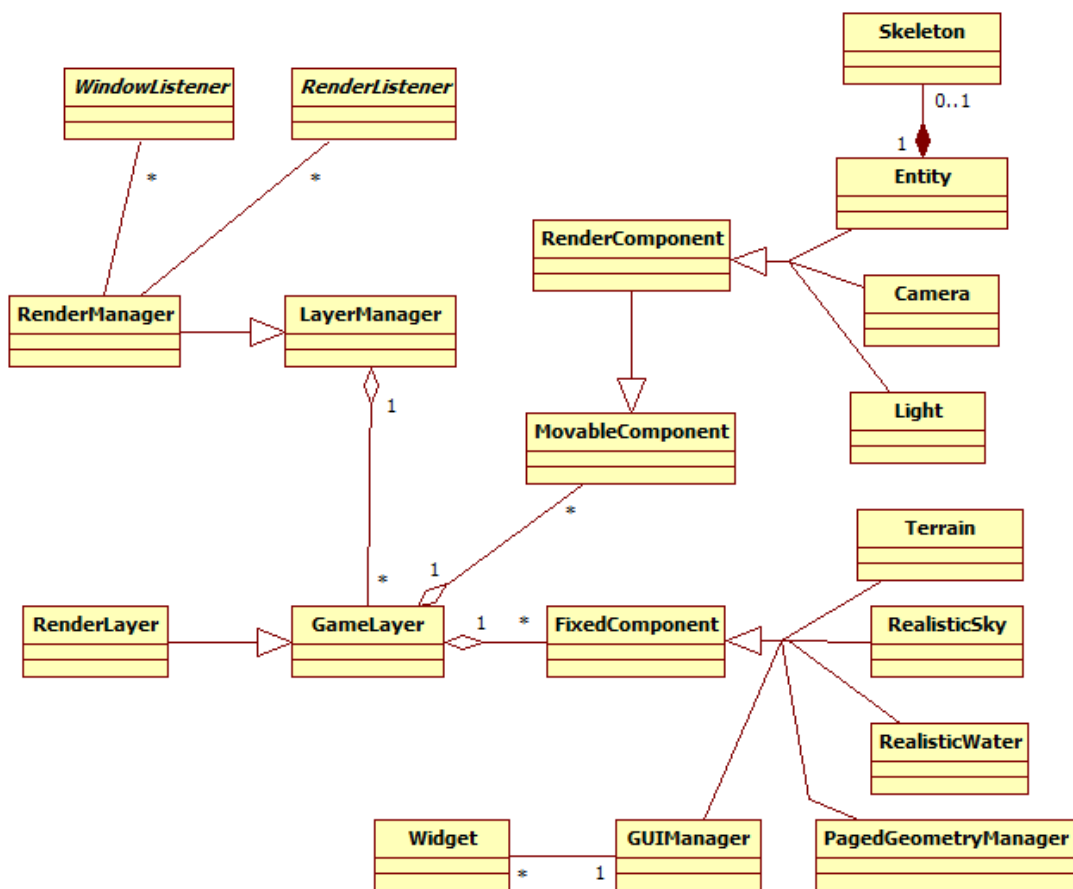 Skeleton
WindowListener
RenderListener
0..1
1
*
*
Entity
RenderComponent
Camera
RenderManager
LayerManager
1
Light
MovableComponent
*
Terrain
1
*
RenderLayer
GameLayer
1
*
FixedComponent
RealisticSky
RealisticWater
Widget
GUIManager
PagedGeometryManager
*
1